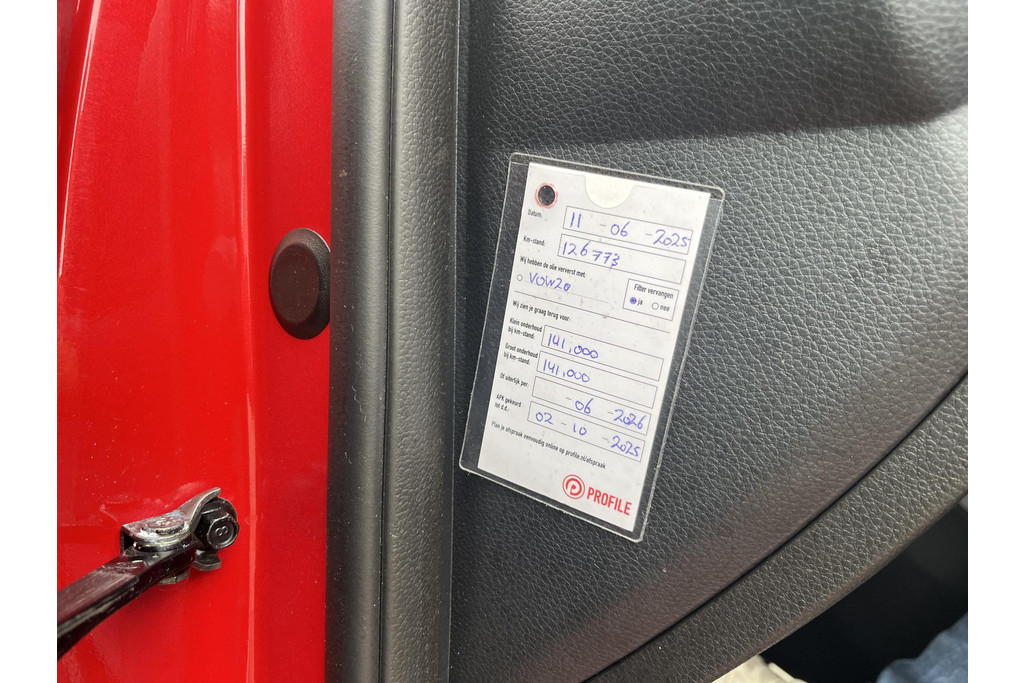 Datum: 11 - 06 - 2025
Km-stand: 126773
Wij hebben de olie ververst met:
VOW20
Filter vervangen
ja nee
Wij zien je graag terug voor:
Klein onderhoud
bij km-stand: 141,000
Groot onderhoud
bij km-stand: 141,000
Of uiterlijk per: - 06 - 2026
APK gekeurd
tot d.d.: 02 - 10 - 2025
Plan je afspraak eenvoudig online op profile.nl/afspraak
PROFILE
8